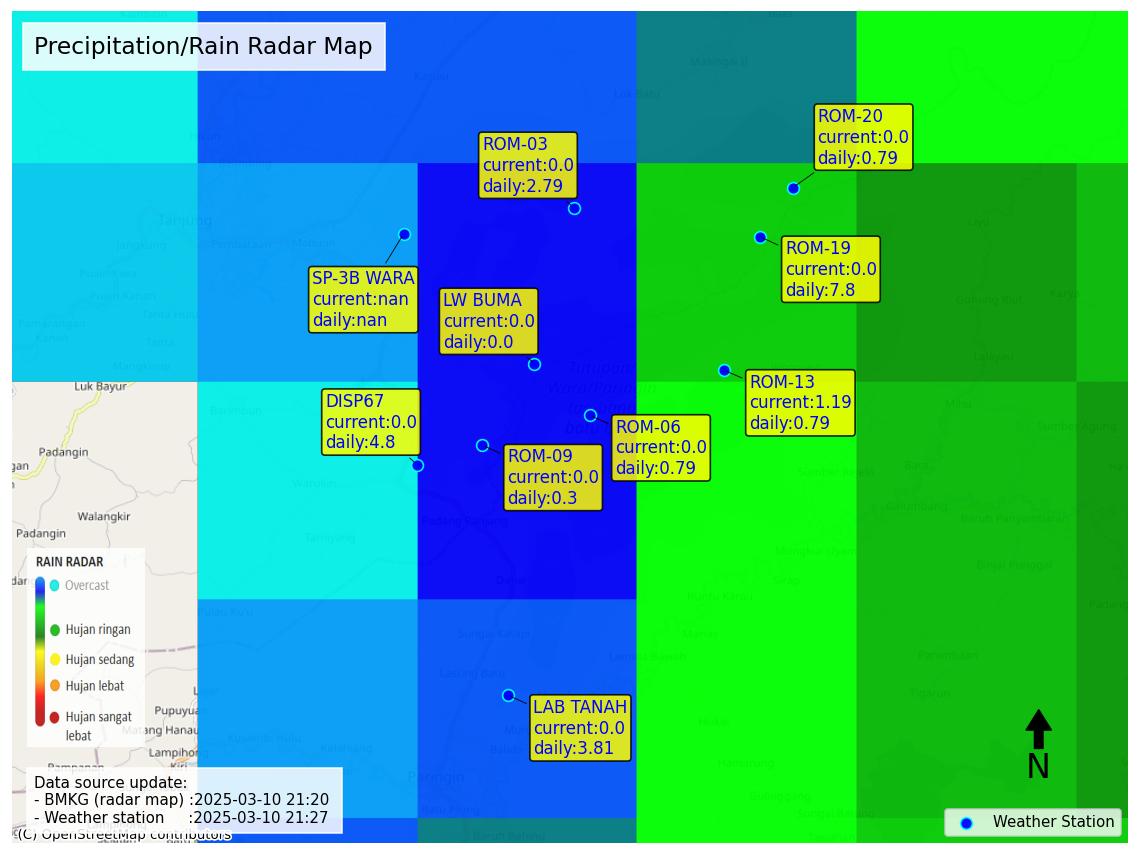 Precipitation/Rain Radar Map
ROM-20
current:0.0
daily:0.79
ROM-03
current:0.0
daily:2.79
ROM-19
current:0.0
daily:7.8
SP-3B WARA
current:nan
daily:nan
LW BUMA
current:0.0
daily:0.0
ROM-13
current:1.19
daily:0.79
DISP67
current:0.0
daily:4.8
ROM-06
current:0.0
daily:0.79
ROM-09
current:0.0
daily:0.3
LAB TANAH
current:0.0
daily:3.81
Tanjung
Luk Bayur
Padangin
Walangkir
Padangin
Pupuyua
Matang Hanau
Lampihong
Paringin
RAIN RADAR
Overcast
Hujan ringan
Hujan sedang
Hujan lebat
Hujan sangat
lebat
Data source update:
- BMKG (radar map) :2025-03-10 21:20
- Weather station :2025-03-10 21:27
(C) OpenStreetMap contributors
N
Weather Station